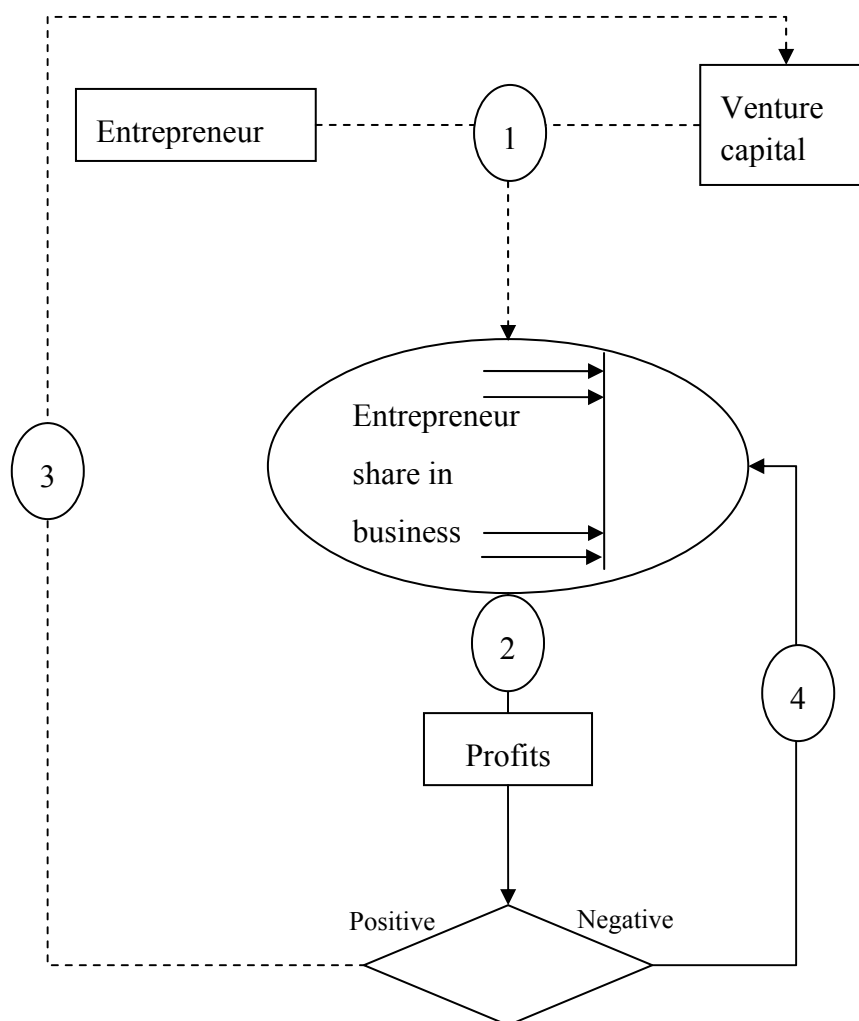 Entrepreneur
1
Venture
capital
Entrepreneur
share in
business
3
2
4
Profits
Positive
Negative